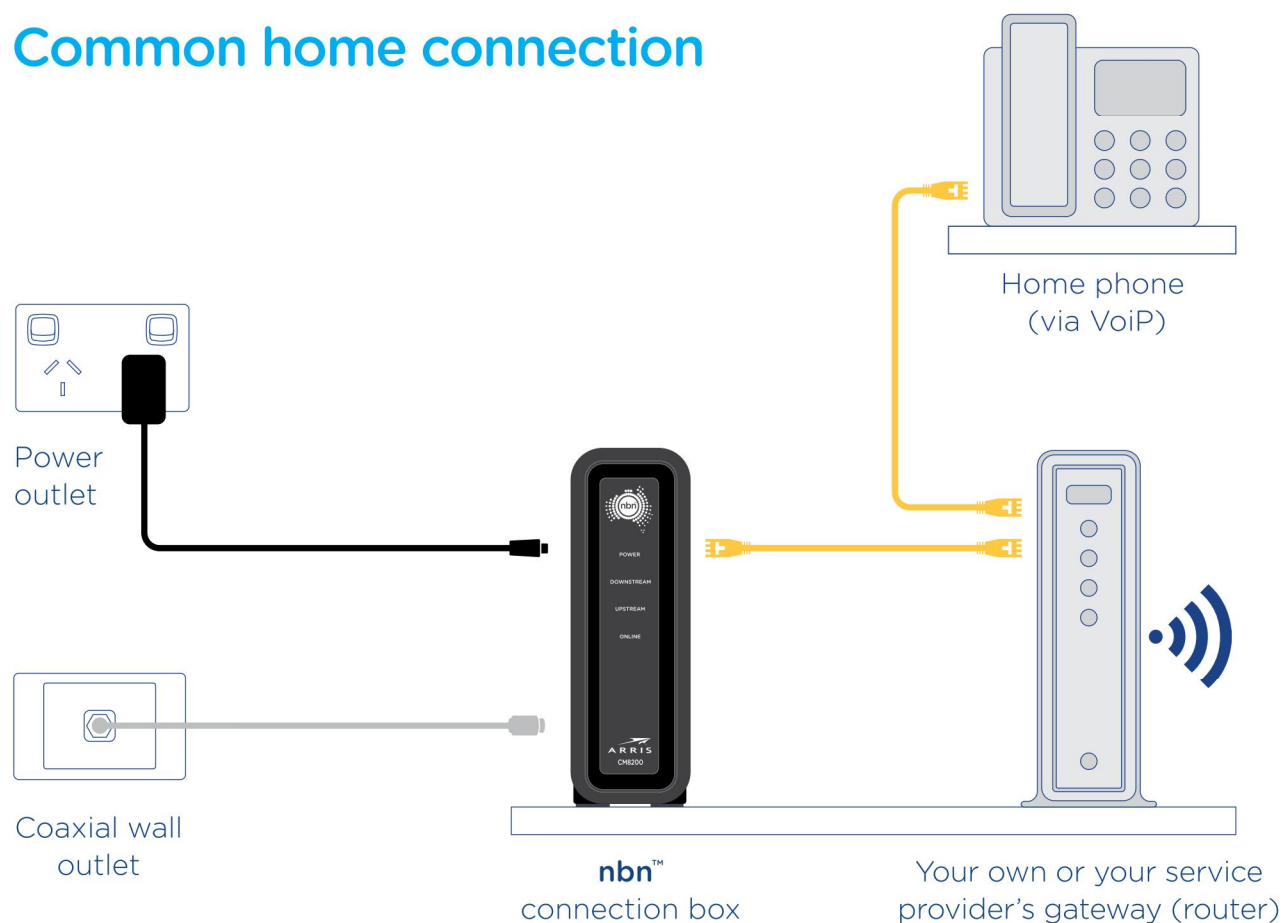 Common home connection
Home phone
(via VoiP)
Power
outlet
nbn
POWER
DOWNSTREAM
UPSTREAM
ONLINE
ARRIS
CM8200
Coaxial wall
outlet
nbn™
connection box
Your own or your service
provider's gateway (router)